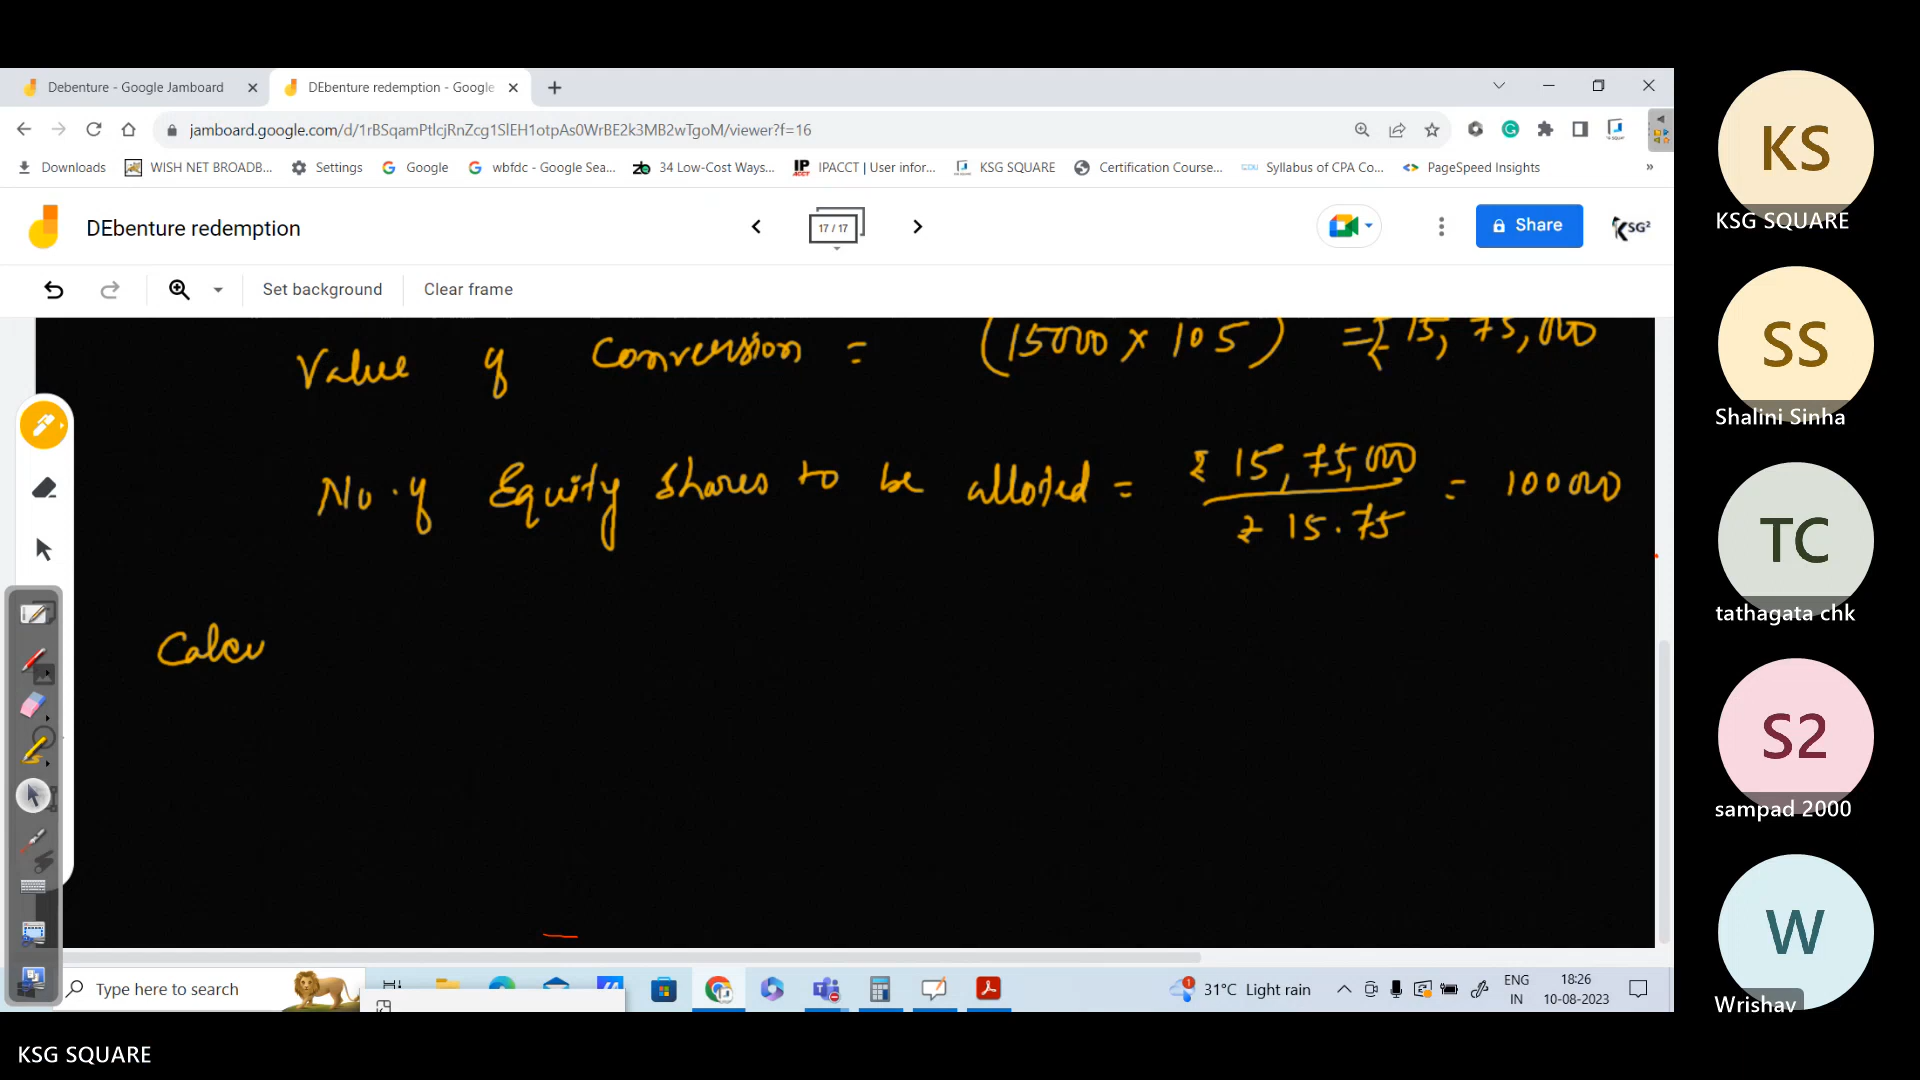 Debenture - Google Jamboard
DEbenture redemption - Google
jamboard.google.com/d/1rBSqamPtlcjRnZcg1SlEH1otpAs0WrBE2k3MB2wTgoM/viewer?f=16
Downloads WISH NET BROADB... Settings Google wbfdc - Google Sea... 34 Low-Cost Ways... IPACCT | User infor... KSG SQUARE Certification Course... Syllabus of CPA Co... PageSpeed Insights »
DEbenture redemption
17 / 17
Share
KSG²
Set background Clear frame
Value of Conversion = (15000 × 105) = ₹ 15,75,000
No. of Equity Shares to be alloted = ₹ 15,75,000 / ₹ 15.75 = 100000
Calcu
Type here to search
31°C Light rain
ENG
IN
18:26
10-08-2023
KS
KSG SQUARE
SS
Shalini Sinha
TC
tathagata chk
S2
sampad 2000
W
Wrishav
KSG SQUARE